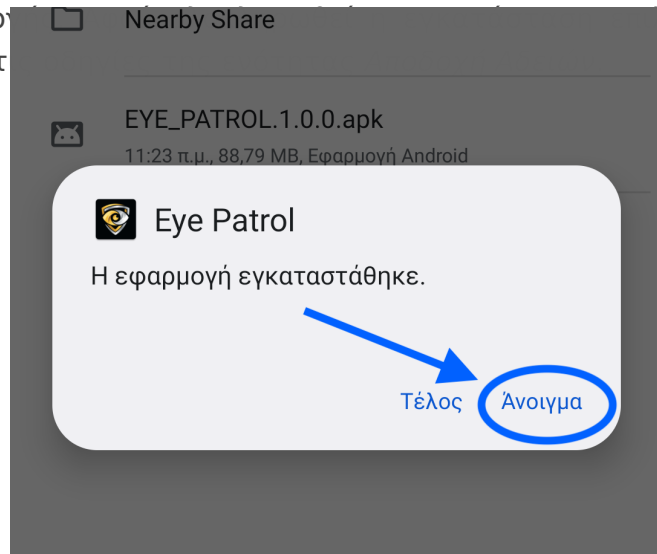 Nearby Share
EYE_PATROL.1.0.0.apk
11:23 π.μ., 88,79 MB, Εφαρμογή Android
Eye Patrol
Η εφαρμογή εγκαταστάθηκε.
Τέλος Άνοιγμα